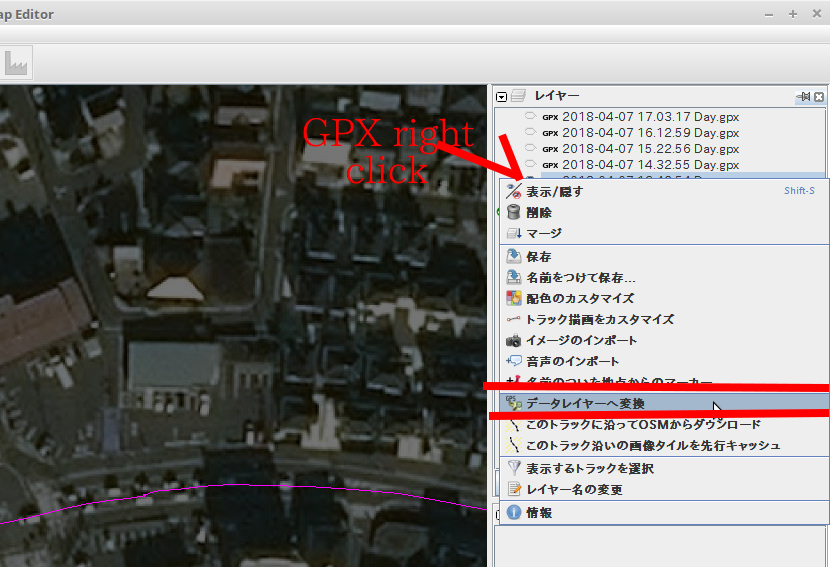 ap Editor
レイヤー
GPX 2018-04-07 17.03.17 Day.gpx
GPX 2018-04-07 16.12.59 Day.gpx
GPX 2018-04-07 15.22.56 Day.gpx
GPX 2018-04-07 14.32.55 Day.gpx
GPX right
click
表示/隠す Shift-S
削除
マージ
保存
名前をつけて保存...
配色のカスタマイズ
トラック描画をカスタマイズ
イメージのインポート
音声のインポート
名前のついた地点からのマーカー
データレイヤーへ変換
このトラックに沿ってOSMからダウンロード
このトラック沿いの画像タイルを先行キャッシュ
表示するトラックを選択
レイヤー名の変更
情報